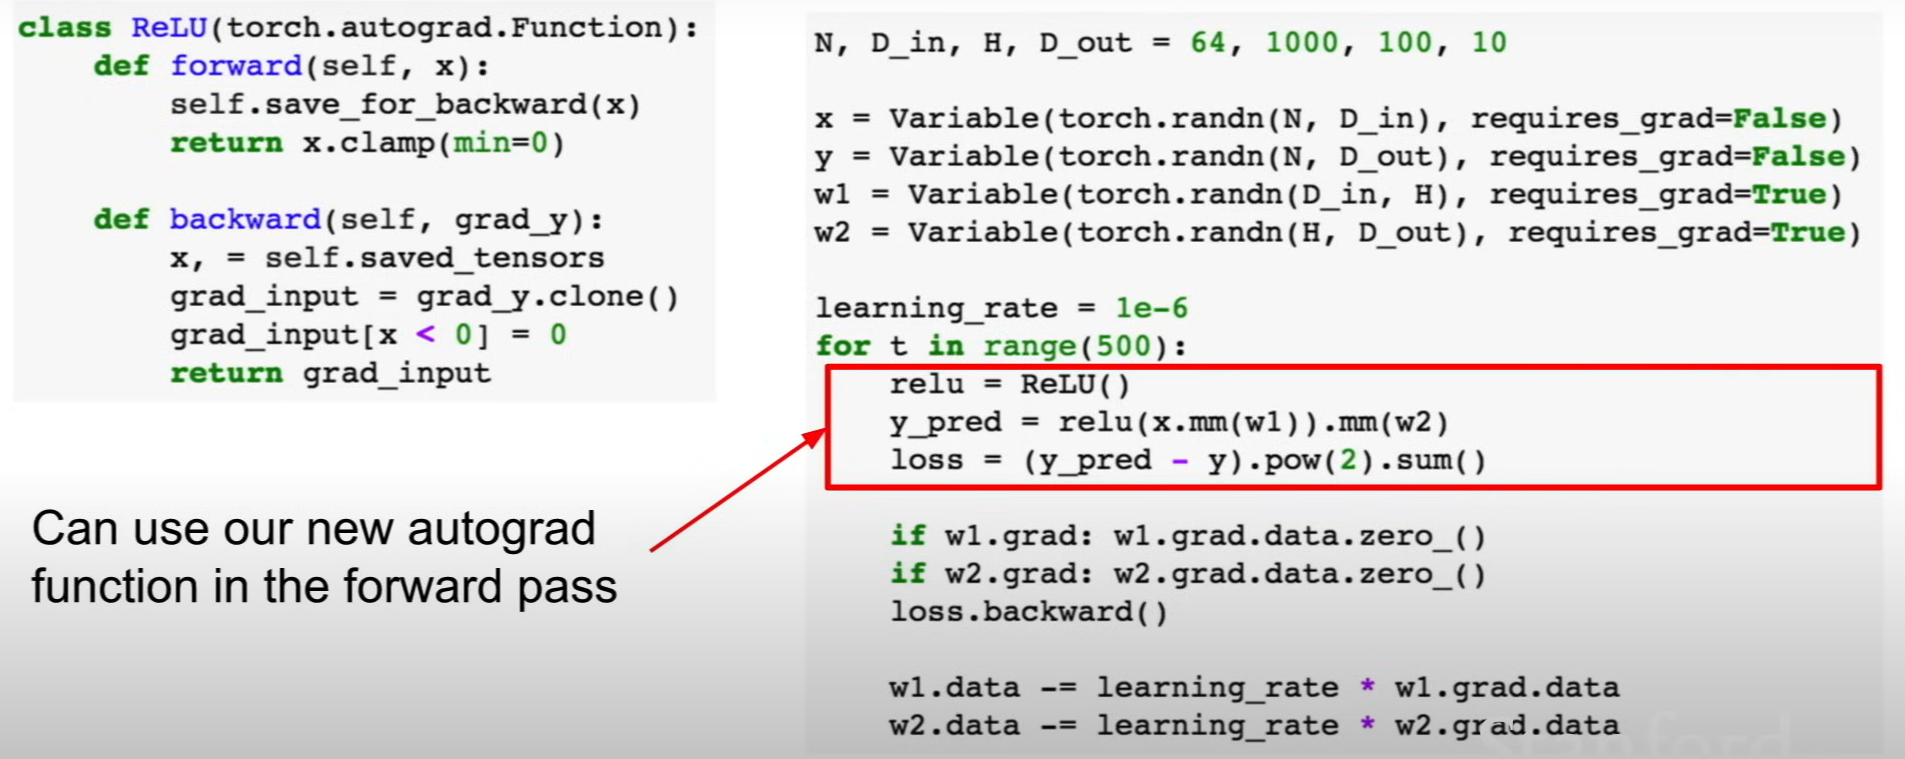 class ReLU(torch.autograd.Function):
    def forward(self, x):
        self.save_for_backward(x)
        return x.clamp(min=0)

    def backward(self, grad_y):
        x, = self.saved_tensors
        grad_input = grad_y.clone()
        grad_input[x < 0] = 0
        return grad_input

Can use our new autograd
function in the forward pass

N, D_in, H, D_out = 64, 1000, 100, 10

x = Variable(torch.randn(N, D_in), requires_grad=False)
y = Variable(torch.randn(N, D_out), requires_grad=False)
w1 = Variable(torch.randn(D_in, H), requires_grad=True)
w2 = Variable(torch.randn(H, D_out), requires_grad=True)

learning_rate = 1e-6
for t in range(500):
    relu = ReLU()
    y_pred = relu(x.mm(w1)).mm(w2)
    loss = (y_pred - y).pow(2).sum()

    if w1.grad: w1.grad.data.zero_()
    if w2.grad: w2.grad.data.zero_()
    loss.backward()

    w1.data -= learning_rate * w1.grad.data
    w2.data -= learning_rate * w2.grad.data